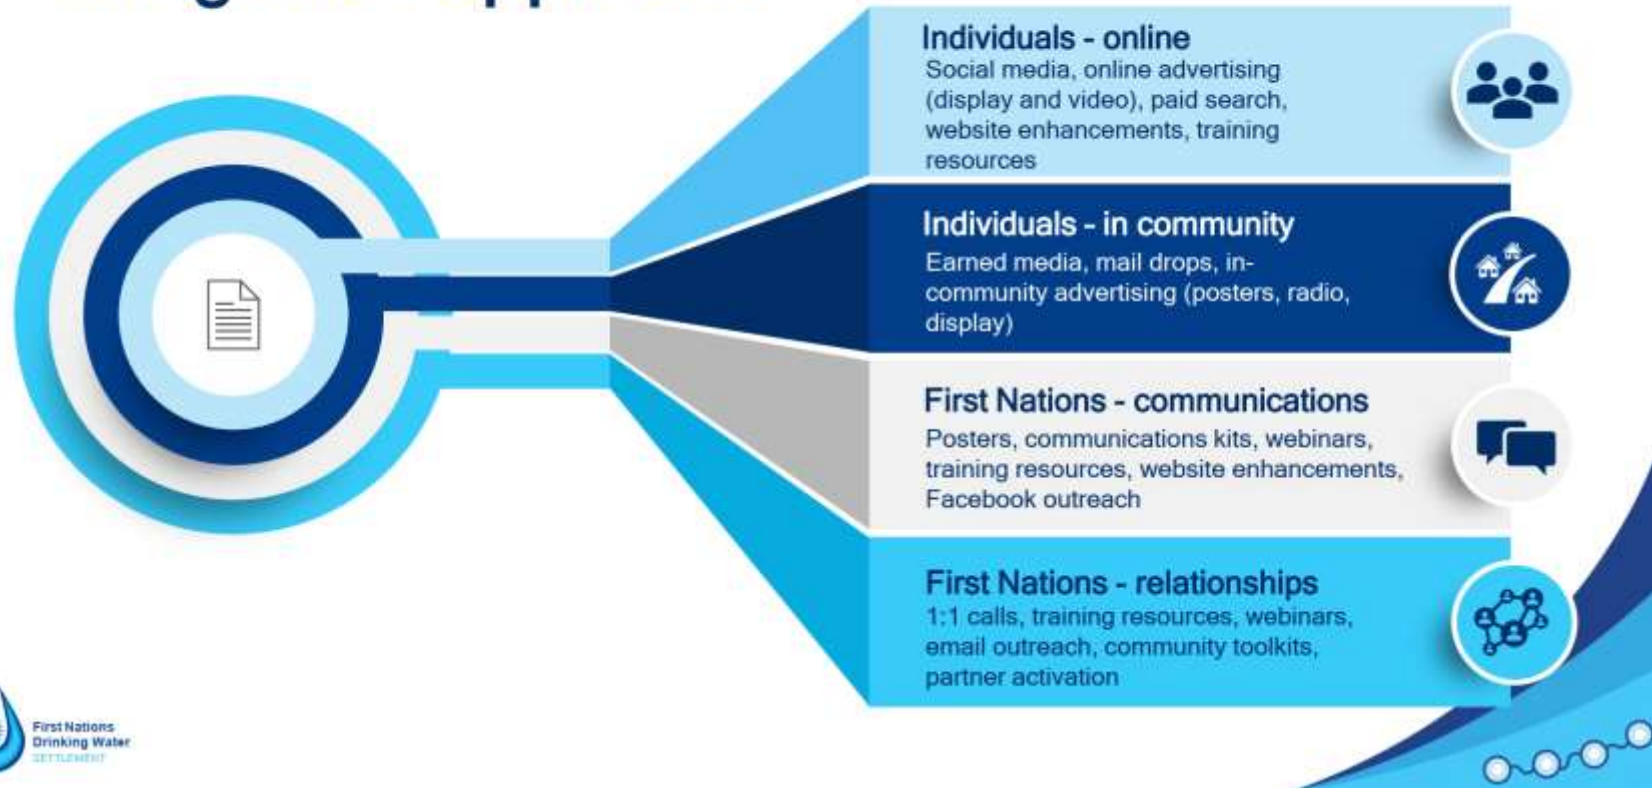 Individuals - online
Social media, online advertising
(display and video), paid search,
website enhancements, training
resources
Individuals - in community
Earned media, mail drops, in-
community advertising (posters, radio,
display)
First Nations - communications
Posters, communications kits, webinars,
training resources, website enhancements,
Facebook outreach
First Nations - relationships
1:1 calls, training resources, webinars,
email outreach, community toolkits,
partner activation
First Nations
Drinking Water
SETTLEMENT